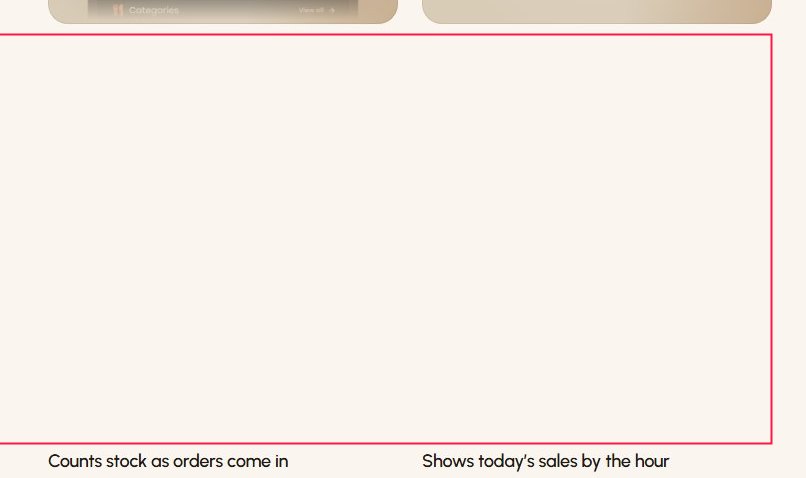 Categories
View all →
Counts stock as orders come in
Shows today's sales by the hour